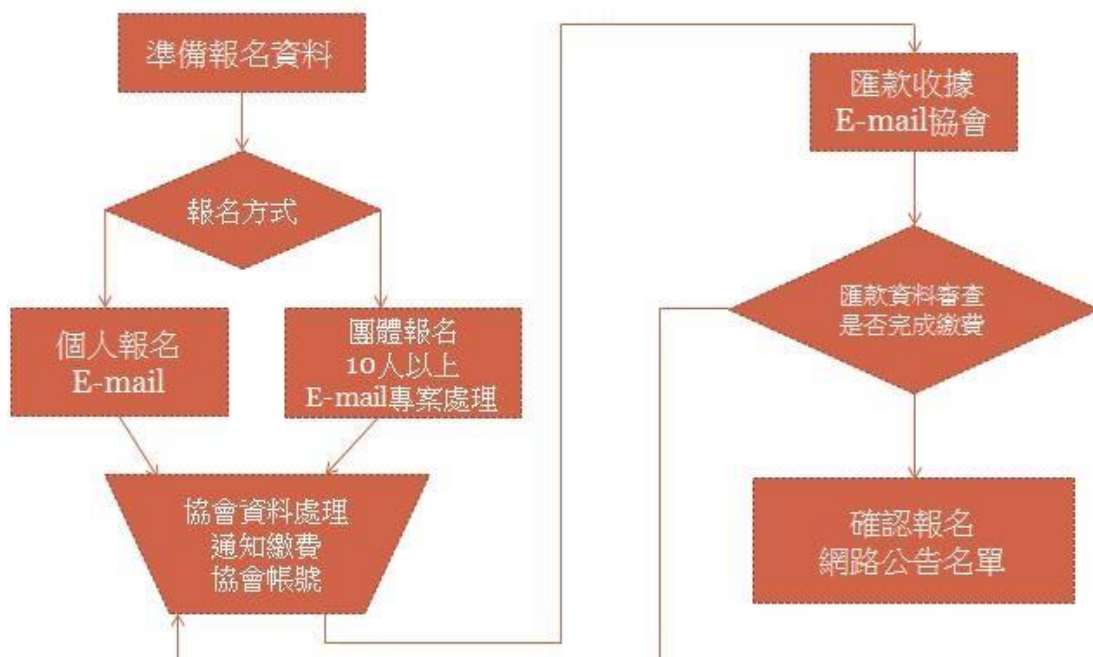 準備報名資料
報名方式
個人報名
E-mail
團體報名
10人以上
E-mail專案處理
協會資料處理
通知繳費
協會帳號
匯款收據
E-mail協會
匯款資料審查
是否完成繳費
確認報名
網路公告名單